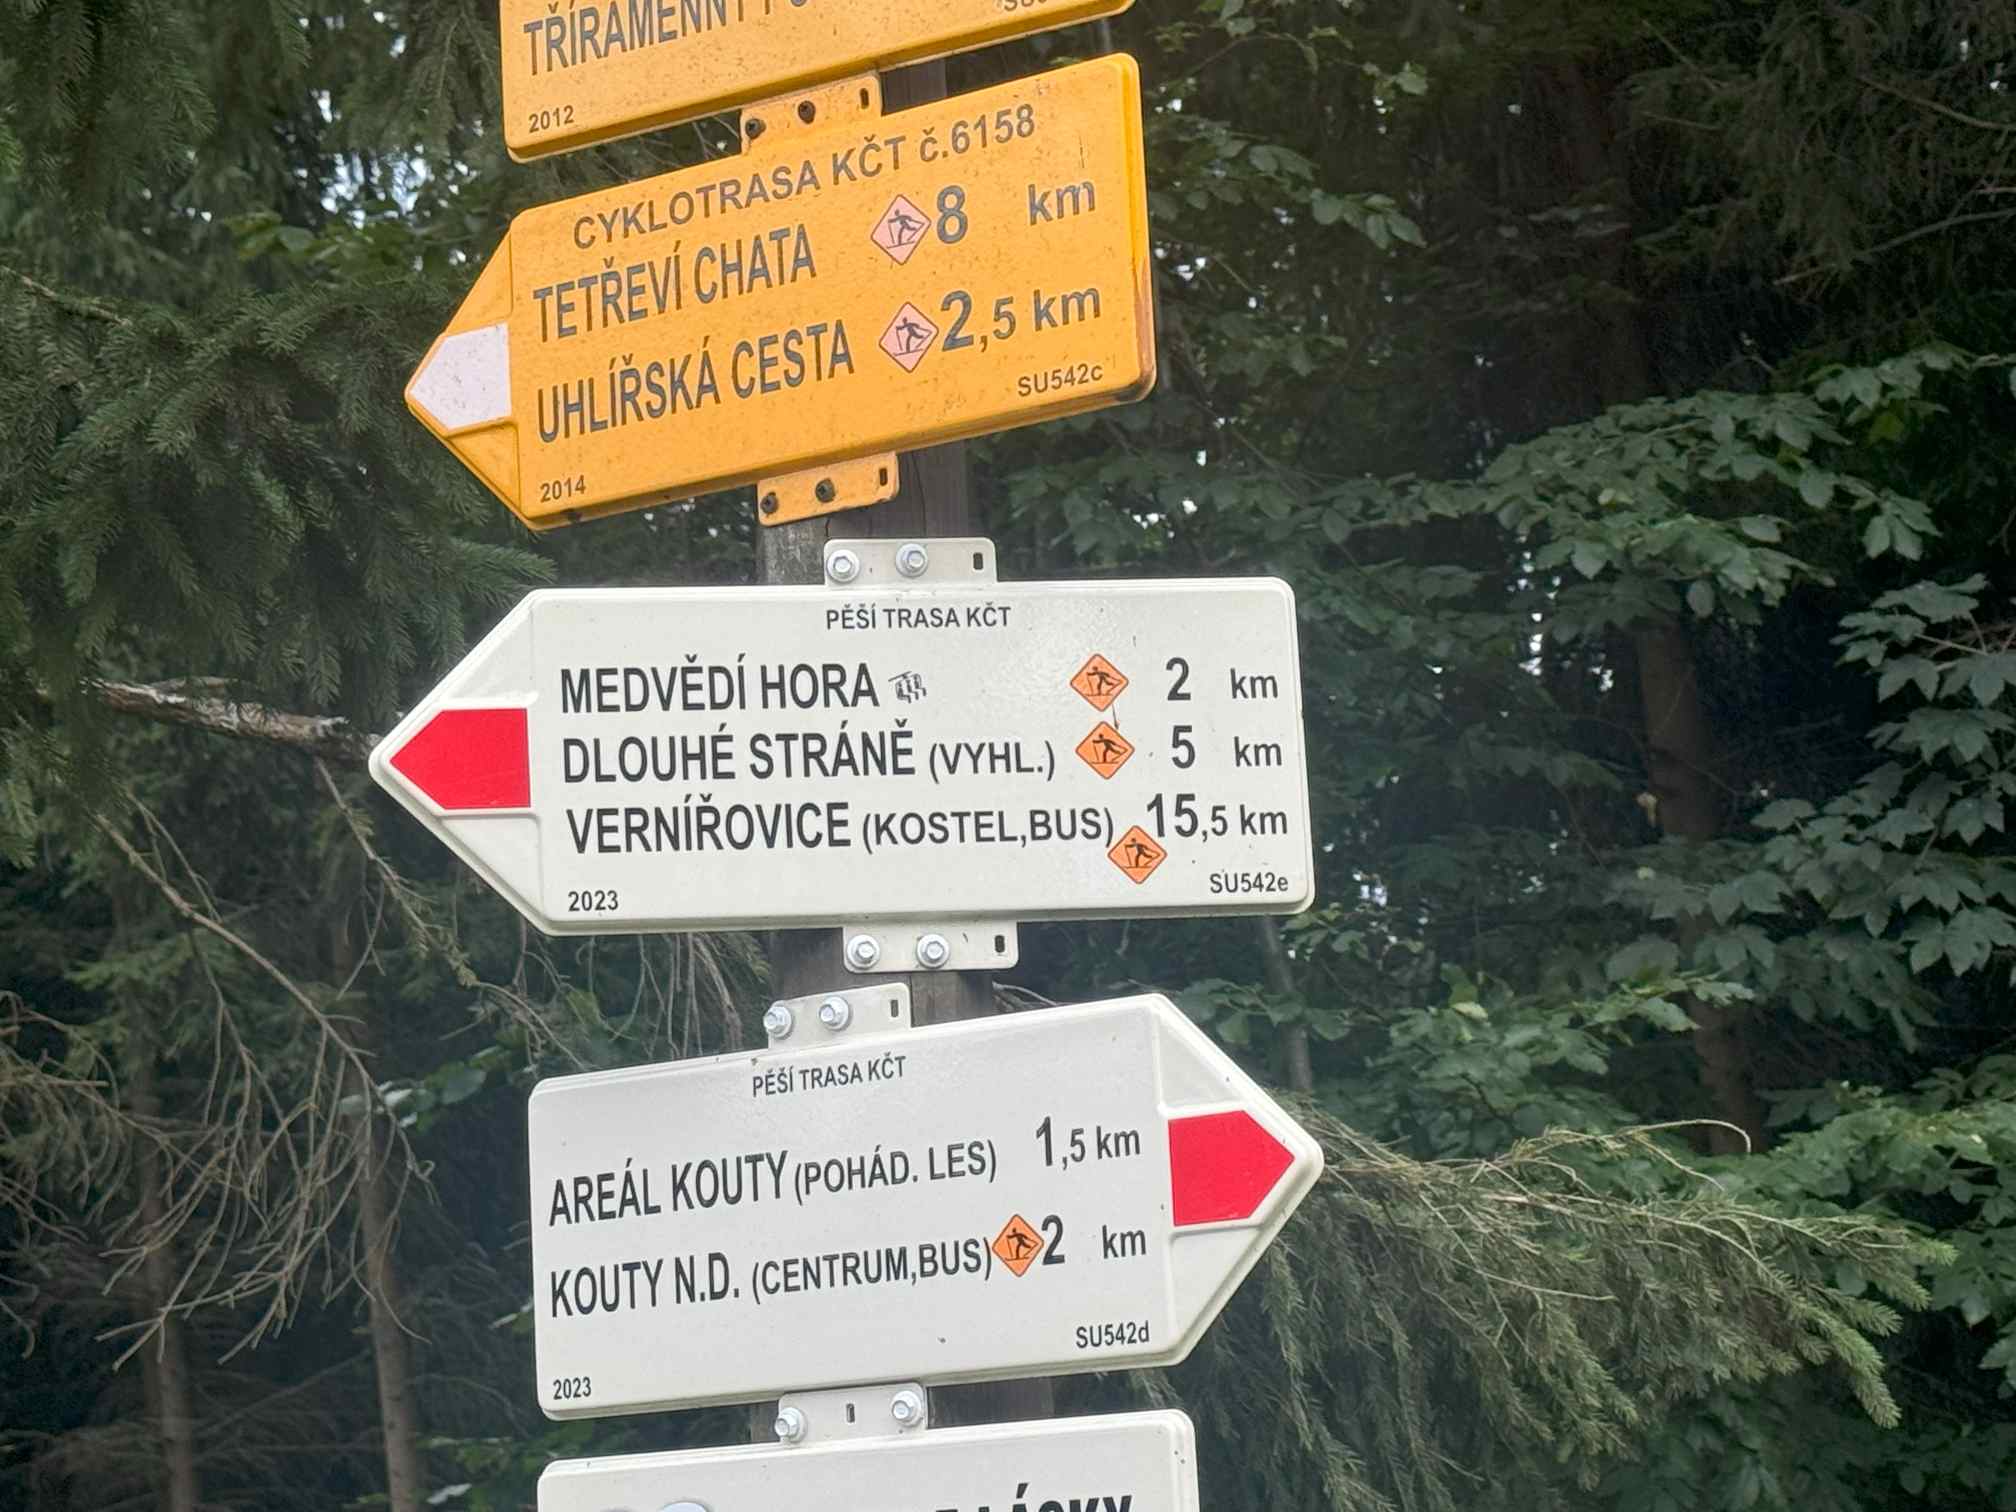 TŘÍRAMENNÝ
2012
CYKLOTRASA KČT č.6158
TETŘEVÍ CHATA 8 km
UHLÍŘSKÁ CESTA 2,5 km
SU542c
2014
PĚŠÍ TRASA KČT
MEDVĚDÍ HORA 2 km
DLOUHÉ STRÁNĚ (VYHL.) 5 km
VERNÍŘOVICE (KOSTEL,BUS) 15,5 km
2023 SU542e
PĚŠÍ TRASA KČT
AREÁL KOUTY (POHÁD. LES) 1,5 km
KOUTY N.D. (CENTRUM,BUS) 2 km
SU542d
2023